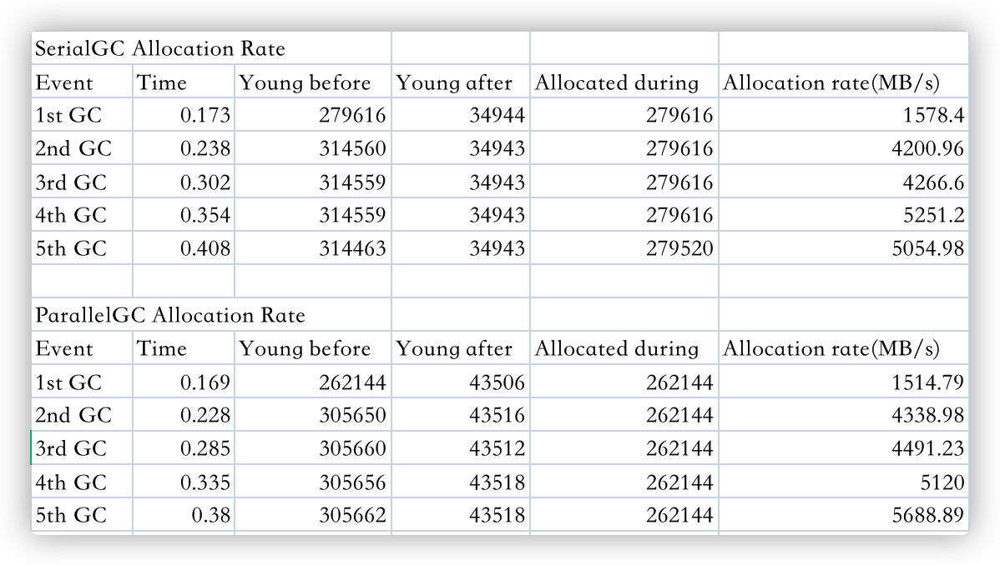 SerialGC Allocation Rate
Event Time Young before Young after Allocated during Allocation rate(MB/s)
1st GC 0.173 279616 34944 279616 1578.4
2nd GC 0.238 314560 34943 279616 4200.96
3rd GC 0.302 314559 34943 279616 4266.6
4th GC 0.354 314559 34943 279616 5251.2
5th GC 0.408 314463 34943 279520 5054.98
ParallelGC Allocation Rate
Event Time Young before Young after Allocated during Allocation rate(MB/s)
1st GC 0.169 262144 43506 262144 1514.79
2nd GC 0.228 305650 43516 262144 4338.98
3rd GC 0.285 305660 43512 262144 4491.23
4th GC 0.335 305656 43518 262144 5120
5th GC 0.38 305662 43518 262144 5688.89